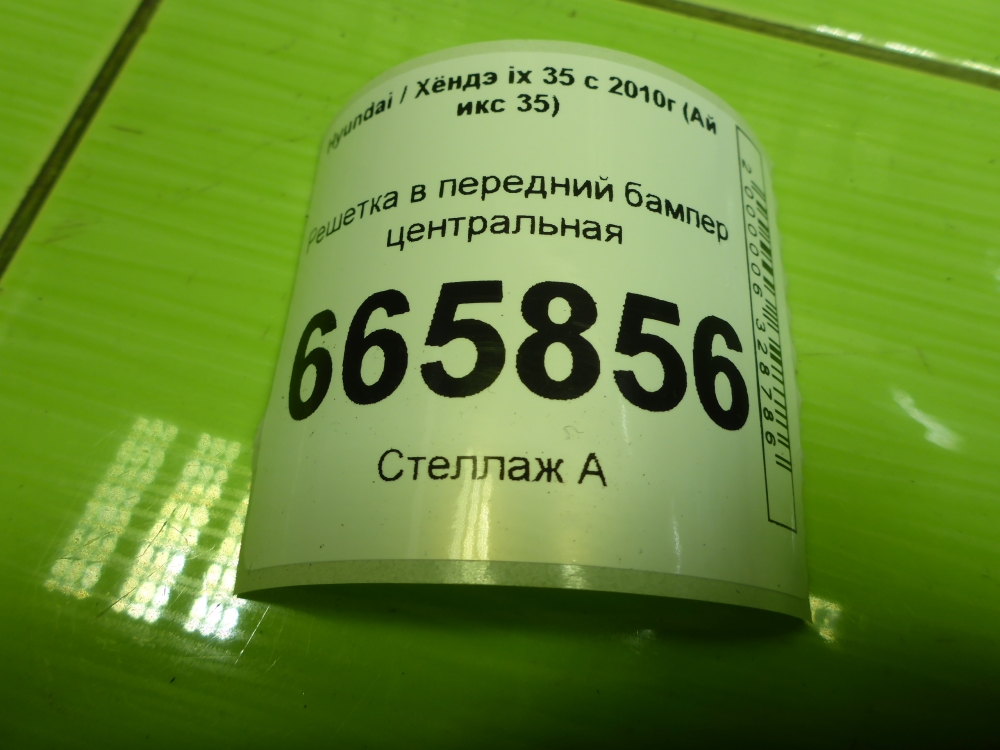 Hyundai / Хёндэ ix 35 с 2010г (Ай
икс 35)
Решетка в передний бампер
центральная
665856
Стеллаж А
2000006328786